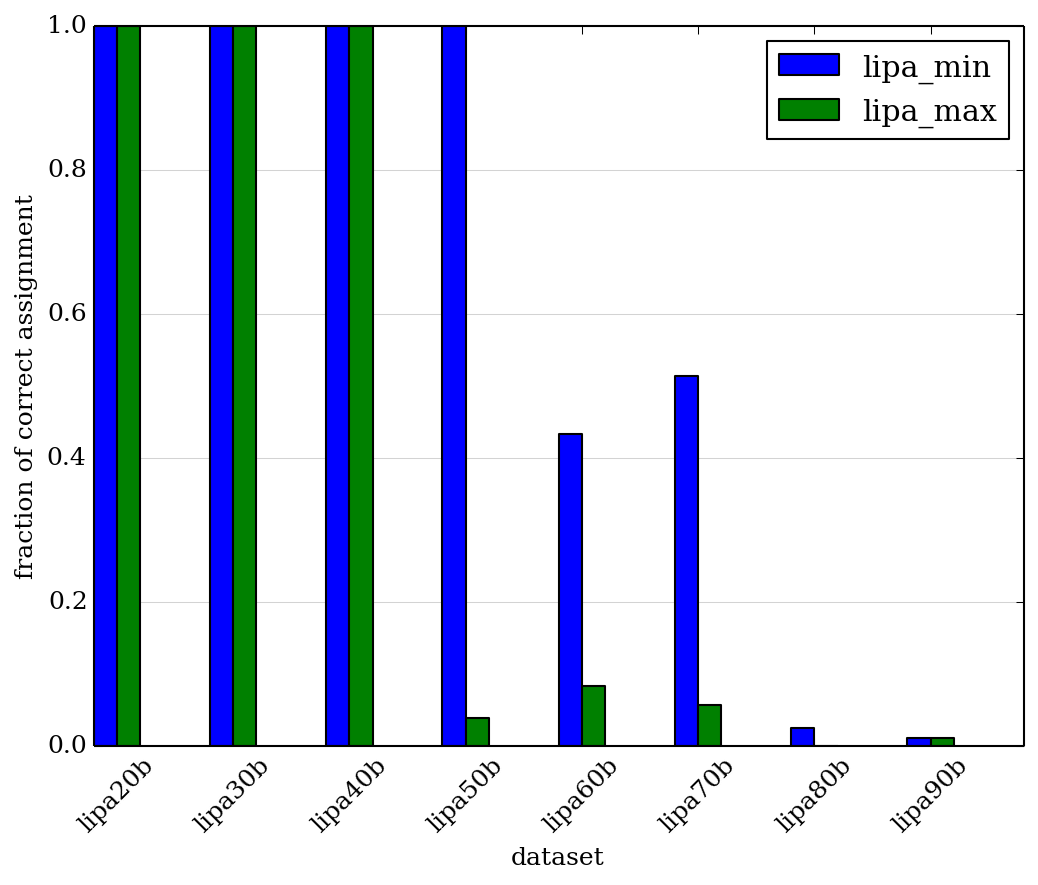 1.0
0.8
0.6
0.4
0.2
0.0
fraction of correct assignment
lipa_min
lipa_max
lipa20b
lipa30b
lipa40b
lipa50b
lipa60b
lipa70b
lipa80b
lipa90b
dataset